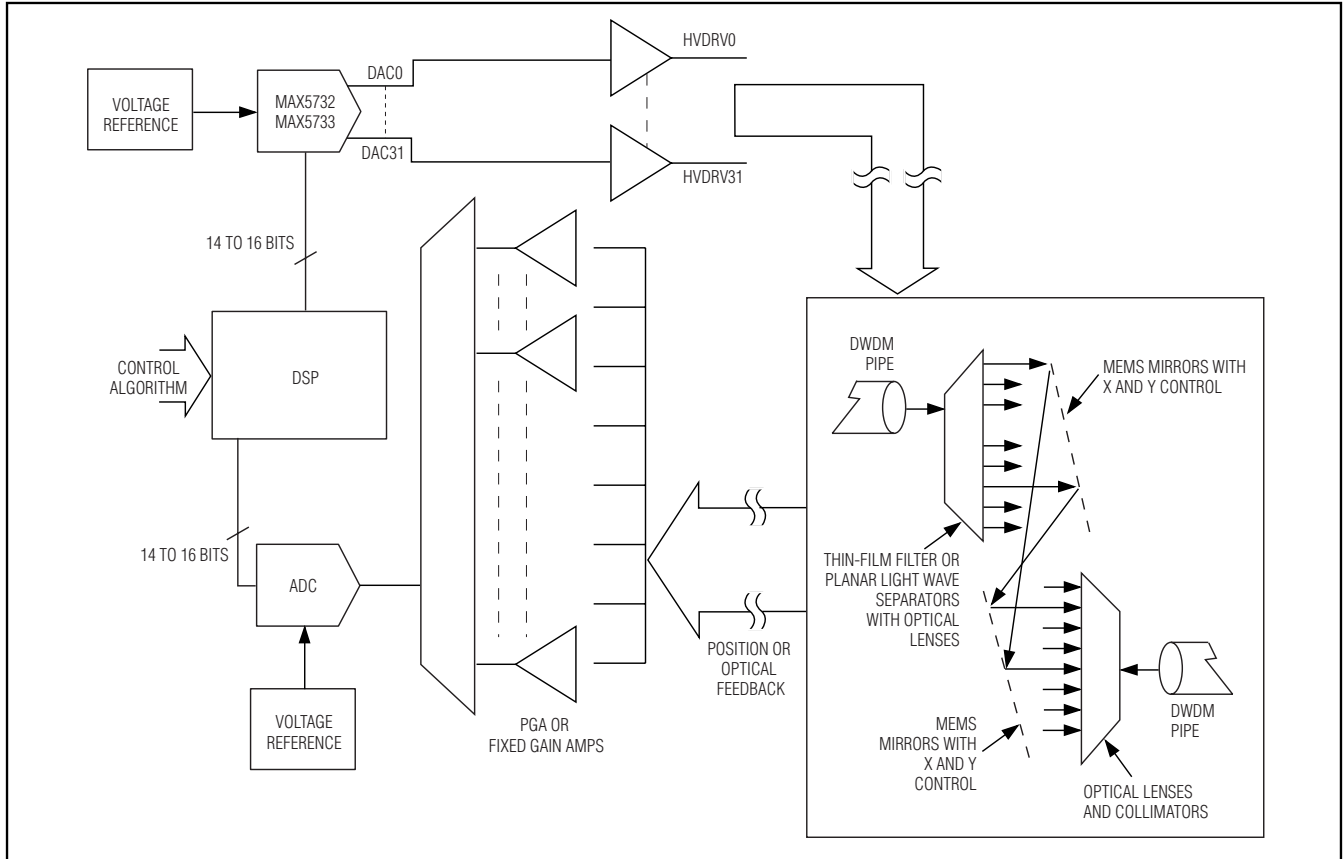 VOLTAGE
REFERENCE
MAX5732
MAX5733
DAC0
DAC31
HVDRV0
HVDRV31
14 TO 16 BITS
CONTROL
ALGORITHM
DSP
14 TO 16 BITS
ADC
VOLTAGE
REFERENCE
PGA OR
FIXED GAIN AMPS
POSITION OR
OPTICAL
FEEDBACK
DWDM
PIPE
MEMS MIRRORS WITH
X AND Y CONTROL
THIN-FILM FILTER OR
PLANAR LIGHT WAVE
SEPARATORS
WITH OPTICAL
LENSES
MEMS
MIRRORS WITH
X AND Y
CONTROL
DWDM
PIPE
OPTICAL LENSES
AND COLLIMATORS